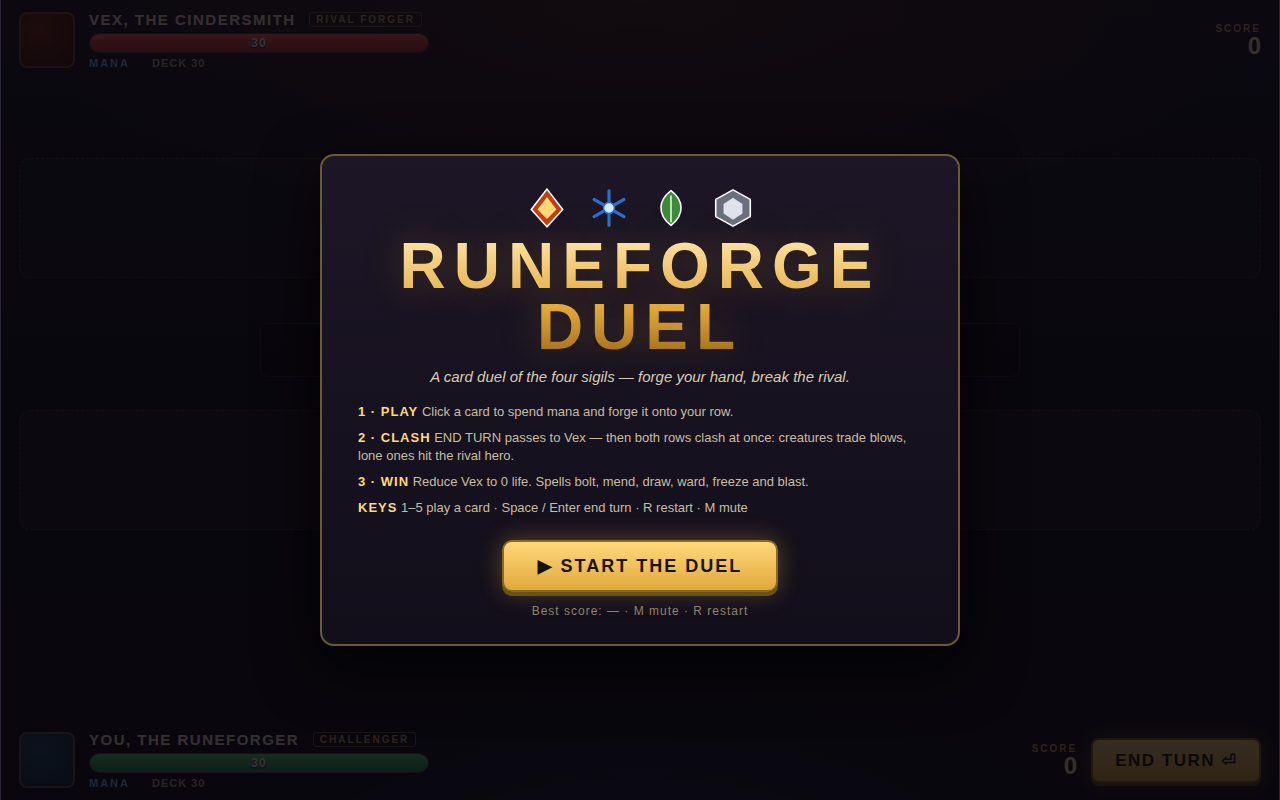 VEX, THE CINDERSMITH RIVAL FORGER
30
MANA DECK 30
SCORE
0
RUNEFORGE
DUEL
A card duel of the four sigils — forge your hand, break the rival.
1 · PLAY Click a card to spend mana and forge it onto your row.
2 · CLASH END TURN passes to Vex — then both rows clash at once: creatures trade blows,
lone ones hit the rival hero.
3 · WIN Reduce Vex to 0 life. Spells bolt, mend, draw, ward, freeze and blast.
KEYS 1–5 play a card · Space / Enter end turn · R restart · M mute
▶ START THE DUEL
Best score: — · M mute · R restart
YOU, THE RUNEFORGER CHALLENGER
30
MANA DECK 30
SCORE
0
END TURN ⏎